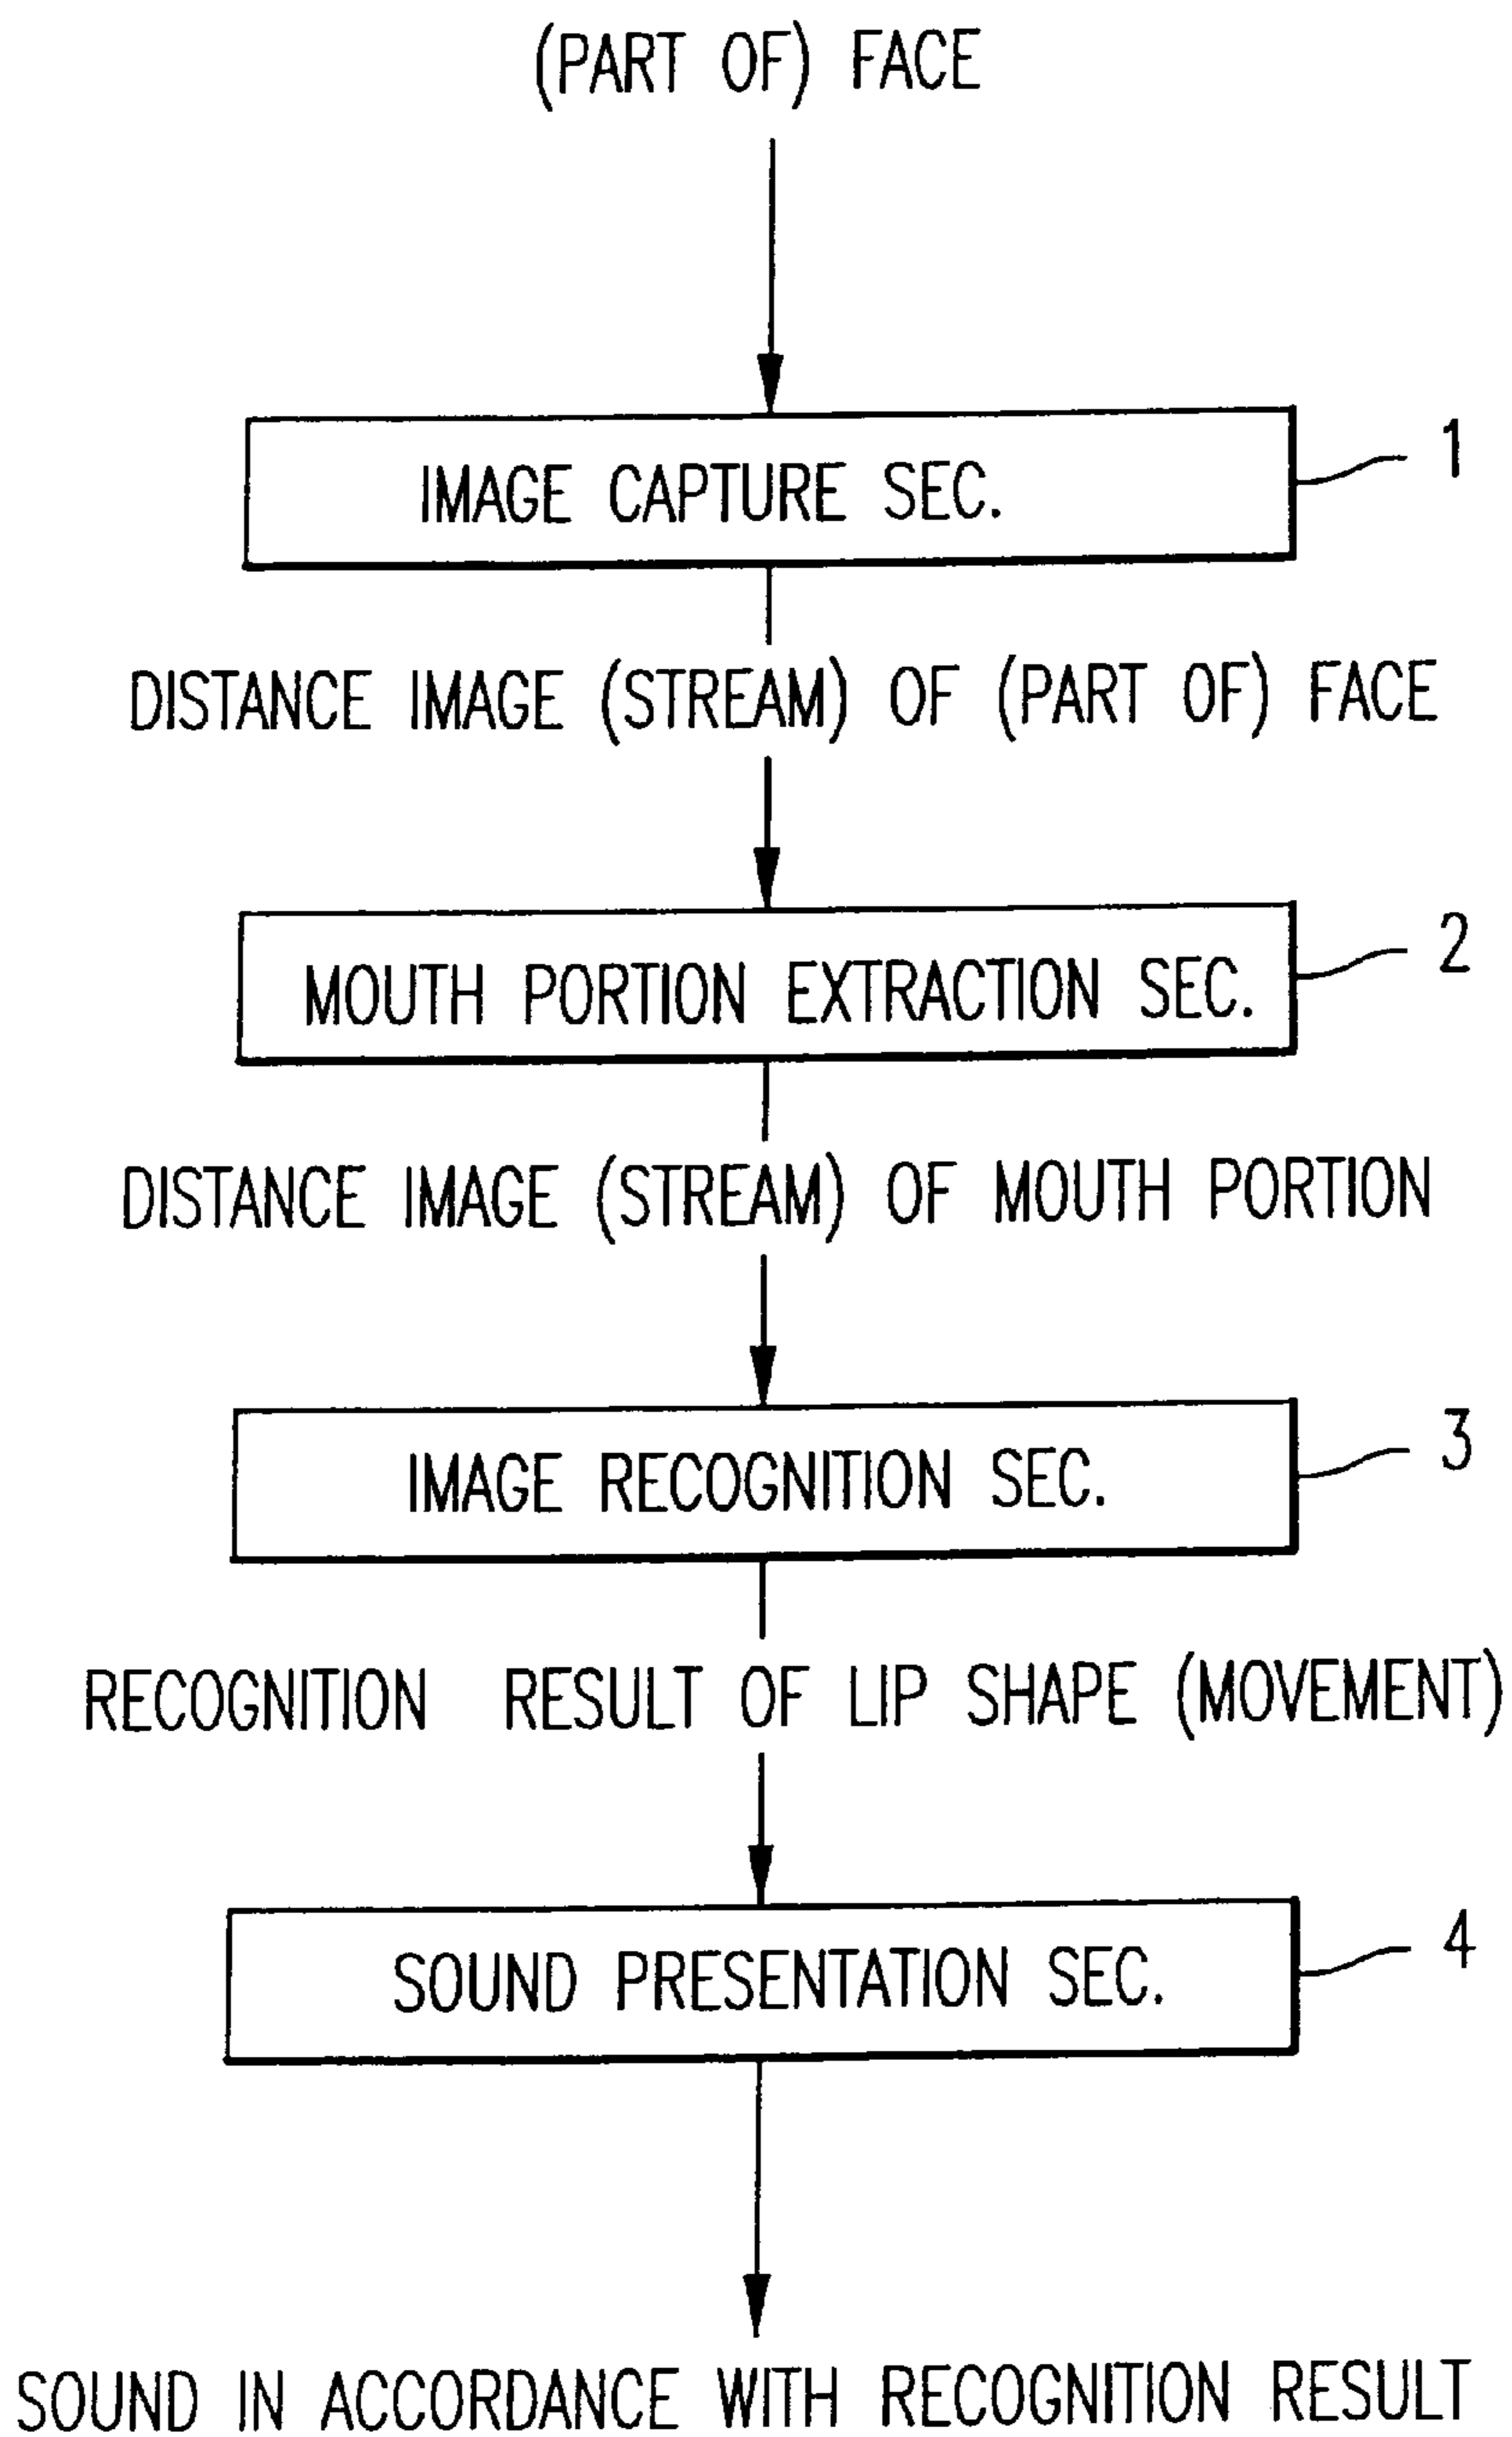 (PART OF) FACE
IMAGE CAPTURE SEC.
1
DISTANCE IMAGE (STREAM) OF (PART OF) FACE
MOUTH PORTION EXTRACTION SEC.
2
DISTANCE IMAGE (STREAM) OF MOUTH PORTION
IMAGE RECOGNITION SEC.
3
RECOGNITION RESULT OF LIP SHAPE (MOVEMENT)
SOUND PRESENTATION SEC.
4
SOUND IN ACCORDANCE WITH RECOGNITION RESULT